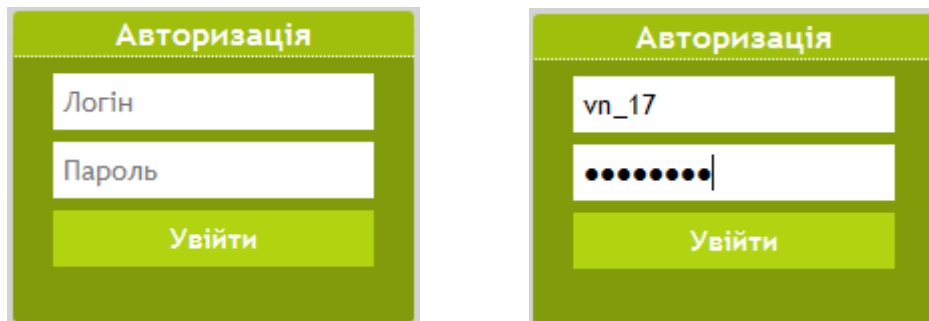 Авторизація
Логін
Пароль
Увійти
Авторизація
vn_17
••••••••
Увійти